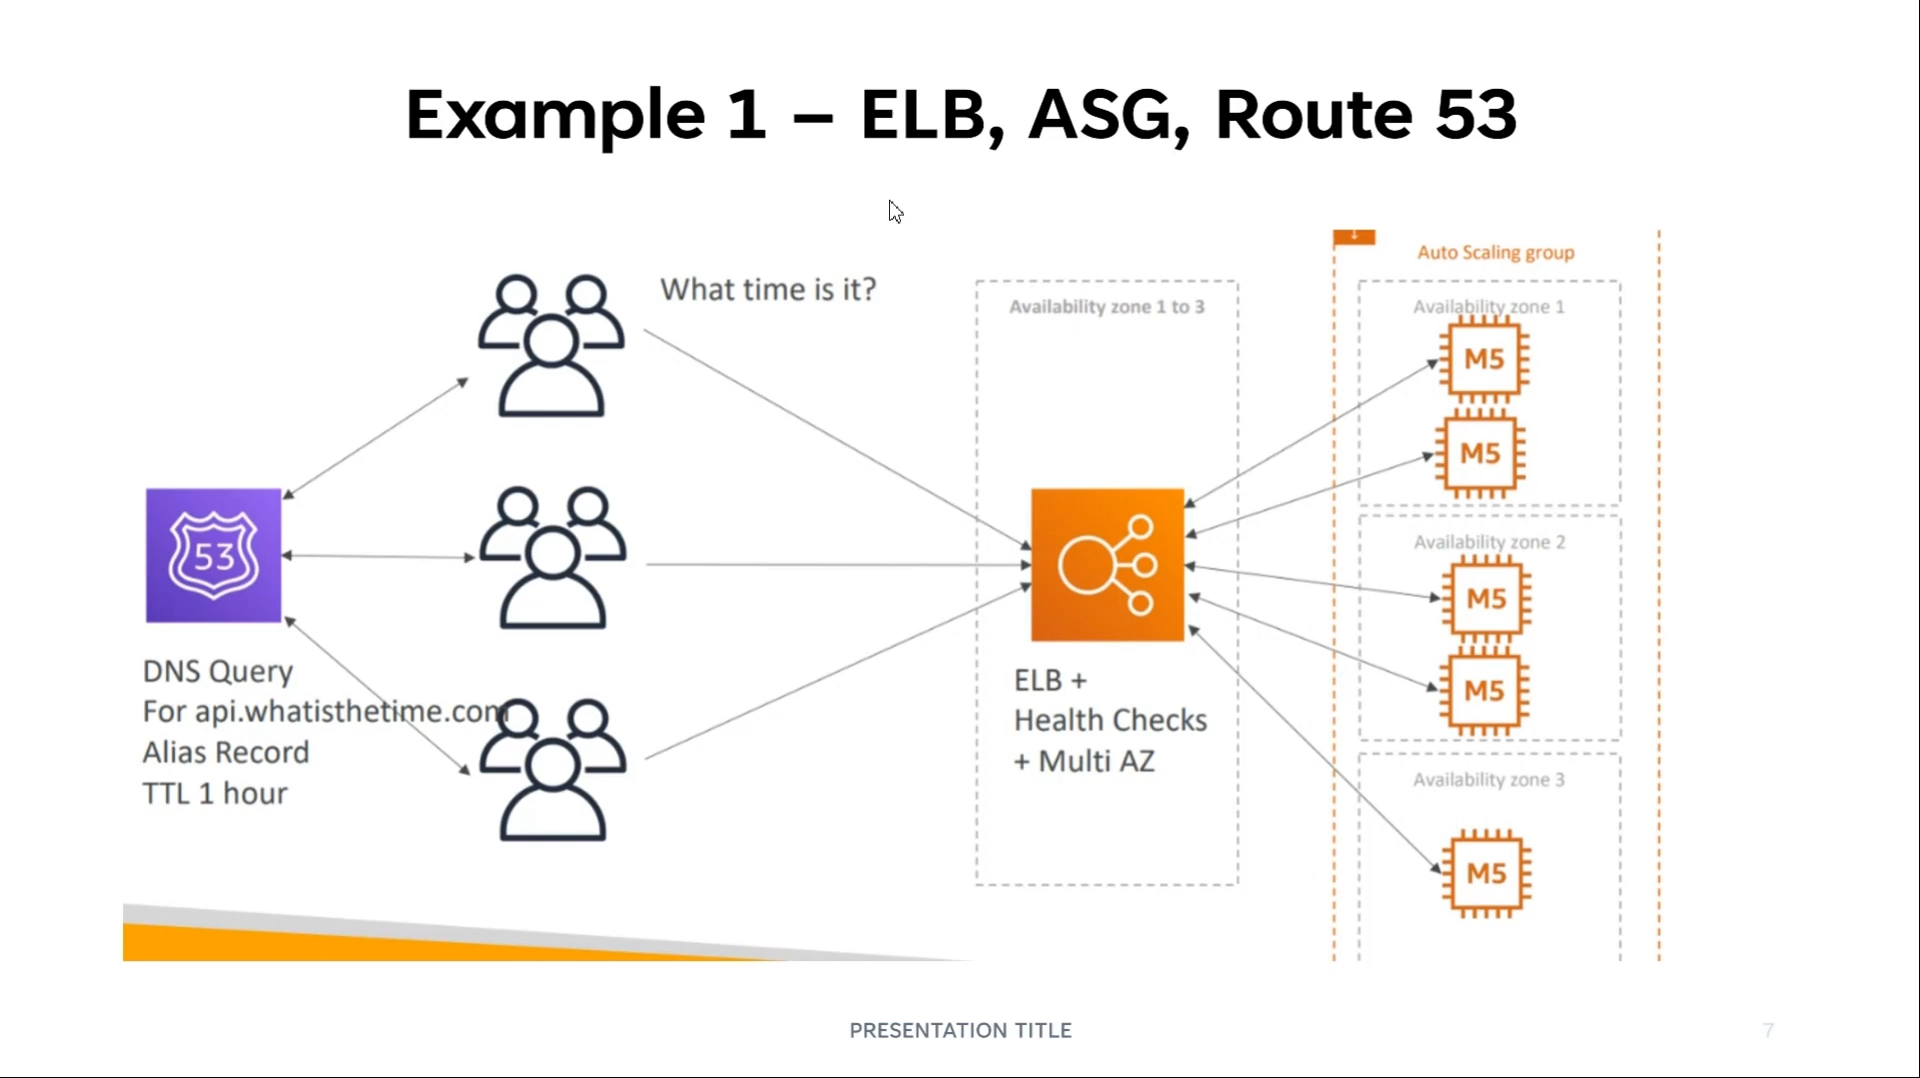 Example 1 – ELB, ASG, Route 53
What time is it?
53
DNS Query
For api.whatisthetime.com
Alias Record
TTL 1 hour
Availability zone 1 to 3
ELB +
Health Checks
+ Multi AZ
Auto Scaling group
Availability zone 1
M5
M5
Availability zone 2
M5
M5
Availability zone 3
M5
PRESENTATION TITLE
7